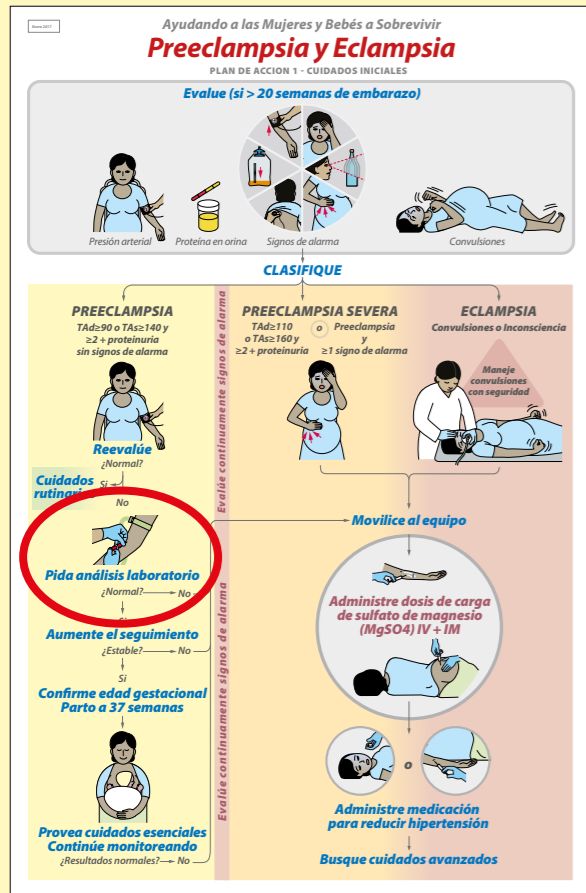 Enero 2017
Ayudando a las Mujeres y Bebés a Sobrevivir
Preeclampsia y Eclampsia
PLAN DE ACCION 1 - CUIDADOS INICIALES
Evalue (si > 20 semanas de embarazo)
Presión arterial
Proteína en orina
Signos de alarma
Convulsiones
CLASIFIQUE
PREECLAMPSIA
TAd≥90 o TAs≥140 y
≥2 + proteinuria
sin signos de alarma
Reevalúe
¿Normal?
Si
Cuidados
No
Pida análisis laboratorio
¿Normal?
No
Aumente el seguimiento
¿Estable?
No
Si
Confirme edad gestacional
Parto a 37 semanas
Provea cuidados esenciales
Continúe monitoreando
¿Resultados normales?
No
Evalúe continuamente signos de alarma
Evalúe continuamente signos de alarma
PREECLAMPSIA SEVERA
TAd≥110
o TAs≥160 y
≥2 + proteinuria
o
Preeclampsia
y
≥1 signo de alarma
ECLAMPSIA
Convulsiones o Inconsciencia
Maneje
convulsiones
con seguridad
Movilice al equipo
Administre dosis de carga
de sulfato de magnesio
(MgSO4) IV + IM
o
Administre medicación
para reducir hipertensión
Busque cuidados avanzados